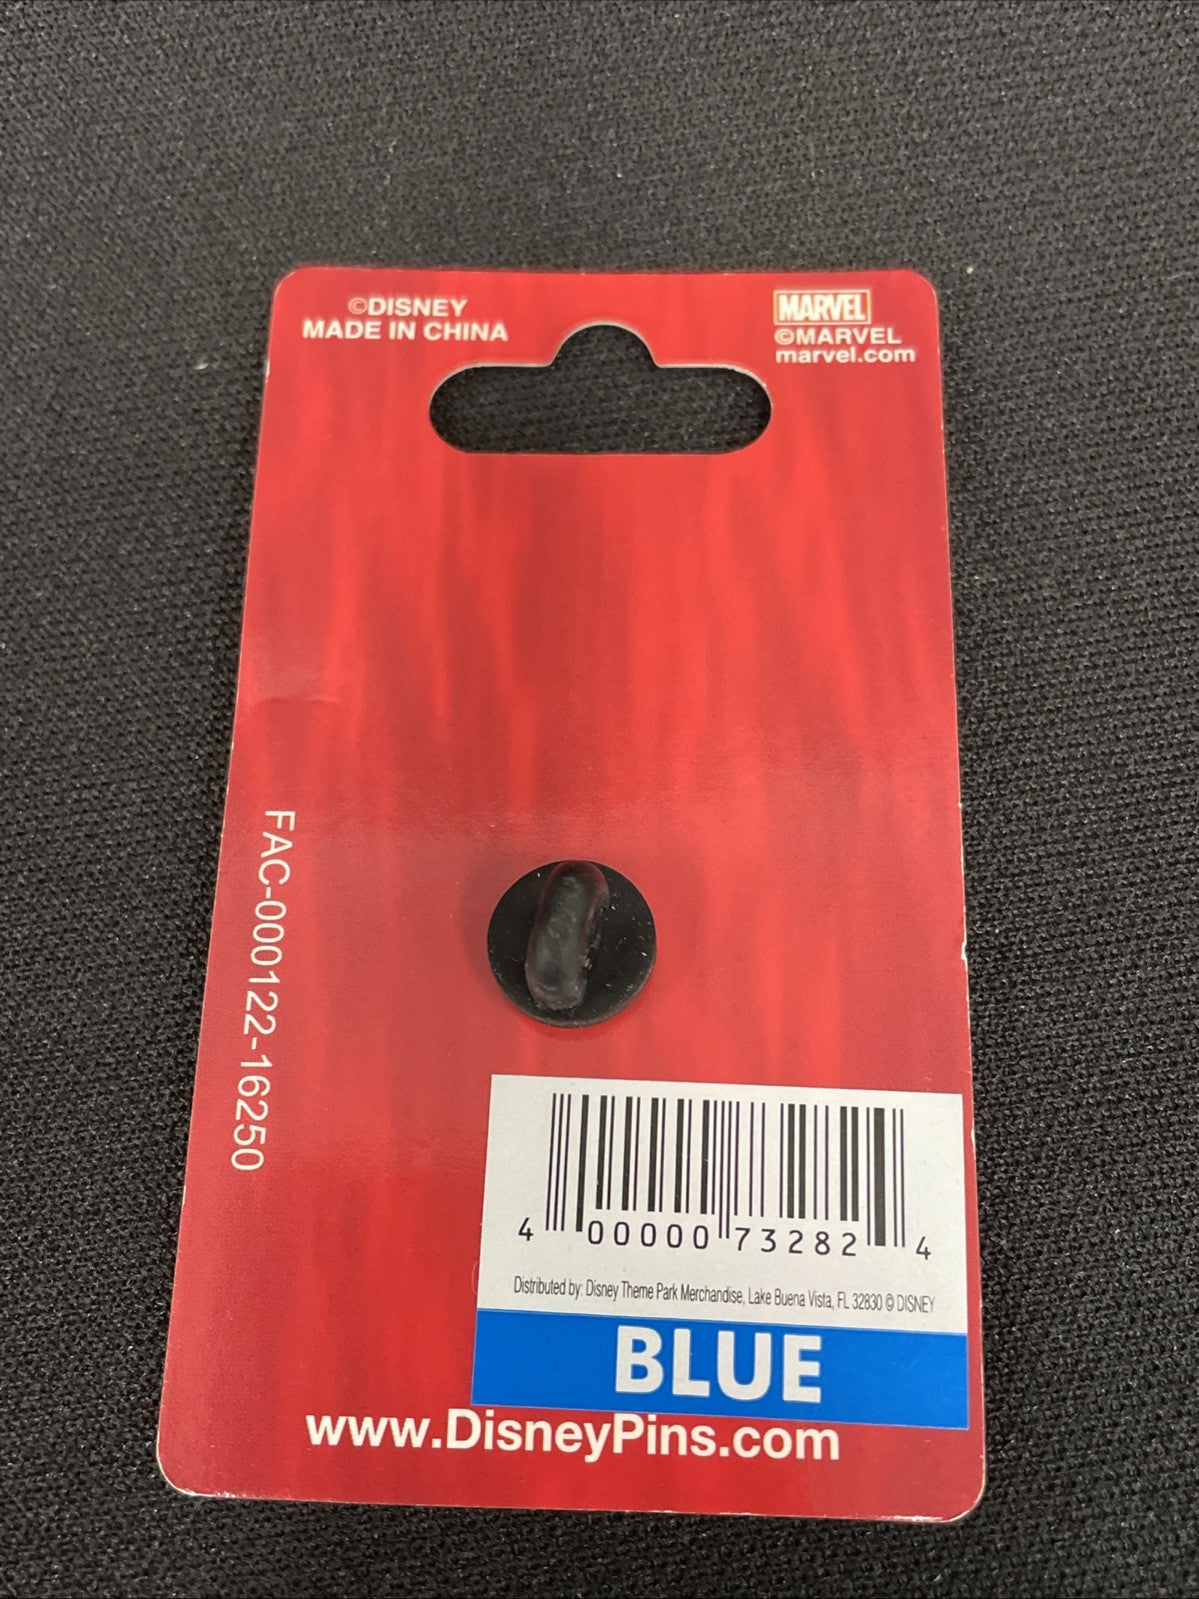 ©DISNEY
MADE IN CHINA
MARVEL
©MARVEL
marvel.com
FAC-000122-16250
4 00000 73282 4
Distributed by: Disney Theme Park Merchandise, Lake Buena Vista, FL 32830 © DISNEY
BLUE
www.DisneyPins.com